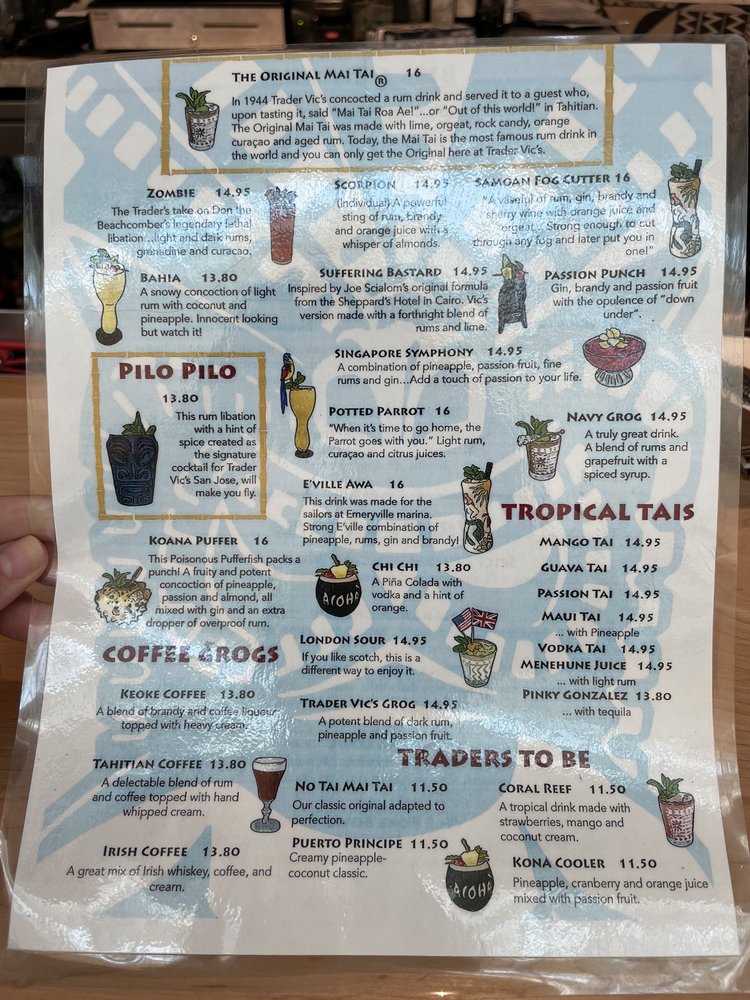 THE ORIGINAL MAI TAI® 16
In 1944 Trader Vic's concocted a rum drink and served it to a guest who,
upon tasting it, said "Mai Tai Roa Ae!"...or "Out of this world!" in Tahitian.
The Original Mai Tai was made with lime, orgeat, rock candy, orange
curaçao and aged rum. Today, the Mai Tai is the most famous rum drink in
the world and you can only get the Original here at Trader Vic's.
ZOMBIE 14.95
The Trader's take on Don the
Beachcomber's legendary lethal
libation...light and dark rums,
grenadine and curacao.
SCORPION 14.95
(Individual) A powerful
sting of rum, brandy
and orange juice with a
whisper of almonds.
SAMOAN FOG CUTTER 16
"A vaseful of rum, gin, brandy and
sherry wine with orange juice and
orgeat. Strong enough to cut
through any fog and later put you in
one!"
BAHIA 13.80
A snowy concoction of light
rum with coconut and
pineapple. Innocent looking
but watch it!
SUFFERING BASTARD 14.95
Inspired by Joe Scialom's original formula
from the Sheppard's Hotel in Cairo. Vic's
version made with a forthright blend of
rums and lime.
PASSION PUNCH 14.95
Gin, brandy and passion fruit
with the opulence of "down
under".
SINGAPORE SYMPHONY 14.95
A combination of pineapple, passion fruit, fine
rums and gin...Add a touch of passion to your life.
PILO PILO
13.80
This rum libation
with a hint of
spice created as
the signature
cocktail for Trader
Vic's San Jose, will
make you fly.
POTTED PARROT 16
"When it's time to go home, the
Parrot goes with you." Light rum,
curaçao and citrus juices.
NAVY GROG 14.95
A truly great drink.
A blend of rums and
grapefruit with a
spiced syrup.
E'VILLE AWA 16
This drink was made for the
sailors at Emeryville marina.
Strong E'ville combination of
pineapple, rums, gin and brandy!
KOANA PUFFER 16
This Poisonous Pufferfish packs a
punch! A fruity and potent
concoction of pineapple,
passion and almond, all
mixed with gin and an extra
dropper of overproof rum.
CHI CHI 13.80
A Piña Colada with
vodka and a hint of
orange.
ALOHA
LONDON SOUR 14.95
If you like scotch, this is a
different way to enjoy it.
TRADER VIC'S GROG 14.95
A potent blend of dark rum,
pineapple and passion fruit.
TROPICAL TAIS
MANGO TAI 14.95
GUAVA TAI 14.95
PASSION TAI 14.95
MAUI TAI 14.95
... with Pineapple
VODKA TAI 14.95
MENEHUNE JUICE 14.95
... with light rum
PINKY GONZALEZ 13.80
... with tequila
COFFEE GROGS
KEOKE COFFEE 13.80
A blend of brandy and coffee liqueur
topped with heavy cream.
TAHITIAN COFFEE 13.80
A delectable blend of rum
and coffee topped with hand
whipped cream.
IRISH COFFEE 13.80
A great mix of Irish whiskey, coffee, and
cream.
TRADERS TO BE
NO TAI MAI TAI 11.50
Our classic original adapted to
perfection.
PUERTO PRINCIPE 11.50
Creamy pineapple-
coconut classic.
ALOHA
CORAL REEF 11.50
A tropical drink made with
strawberries, mango and
coconut cream.
KONA COOLER 11.50
Pineapple, cranberry and orange juice
mixed with passion fruit.